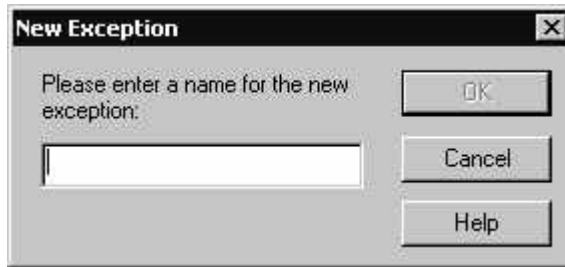 New Exception
Please enter a name for the new
exception:
OK
Cancel
Help